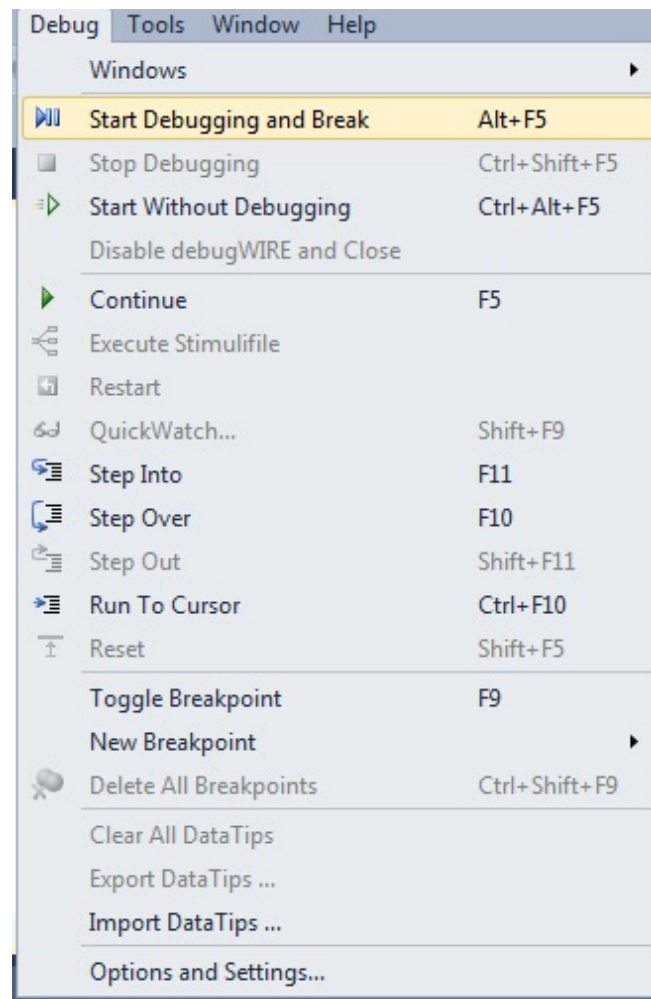 Debug Tools Window Help
Windows
Start Debugging and Break Alt+F5
Stop Debugging Ctrl+Shift+F5
Start Without Debugging Ctrl+Alt+F5
Disable debugWIRE and Close
Continue F5
Execute Stimulifile
Restart
QuickWatch... Shift+F9
Step Into F11
Step Over F10
Step Out Shift+F11
Run To Cursor Ctrl+F10
Reset Shift+F5
Toggle Breakpoint F9
New Breakpoint
Delete All Breakpoints Ctrl+Shift+F9
Clear All DataTips
Export DataTips ...
Import DataTips ...
Options and Settings...